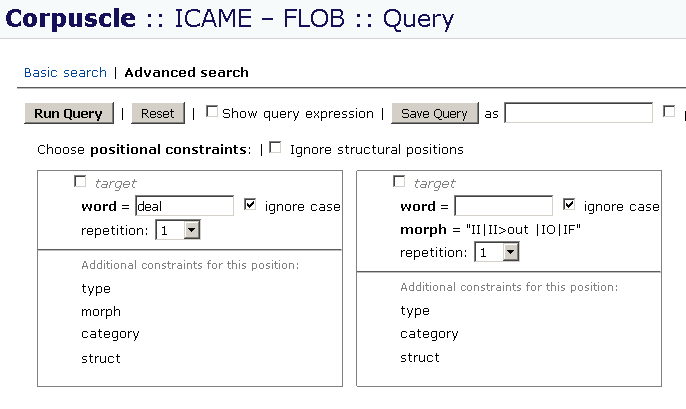 Corpuscle :: ICAME – FLOB :: Query
Basic search | Advanced search
Run Query | Reset | Show query expression | Save Query as
Choose positional constraints: | Ignore structural positions
target
word = deal ignore case
repetition: 1
Additional constraints for this position:
type
morph
category
struct
target
word = ignore case
morph = "II|II>out |IO|IF"
repetition: 1
Additional constraints for this position:
type
category
struct